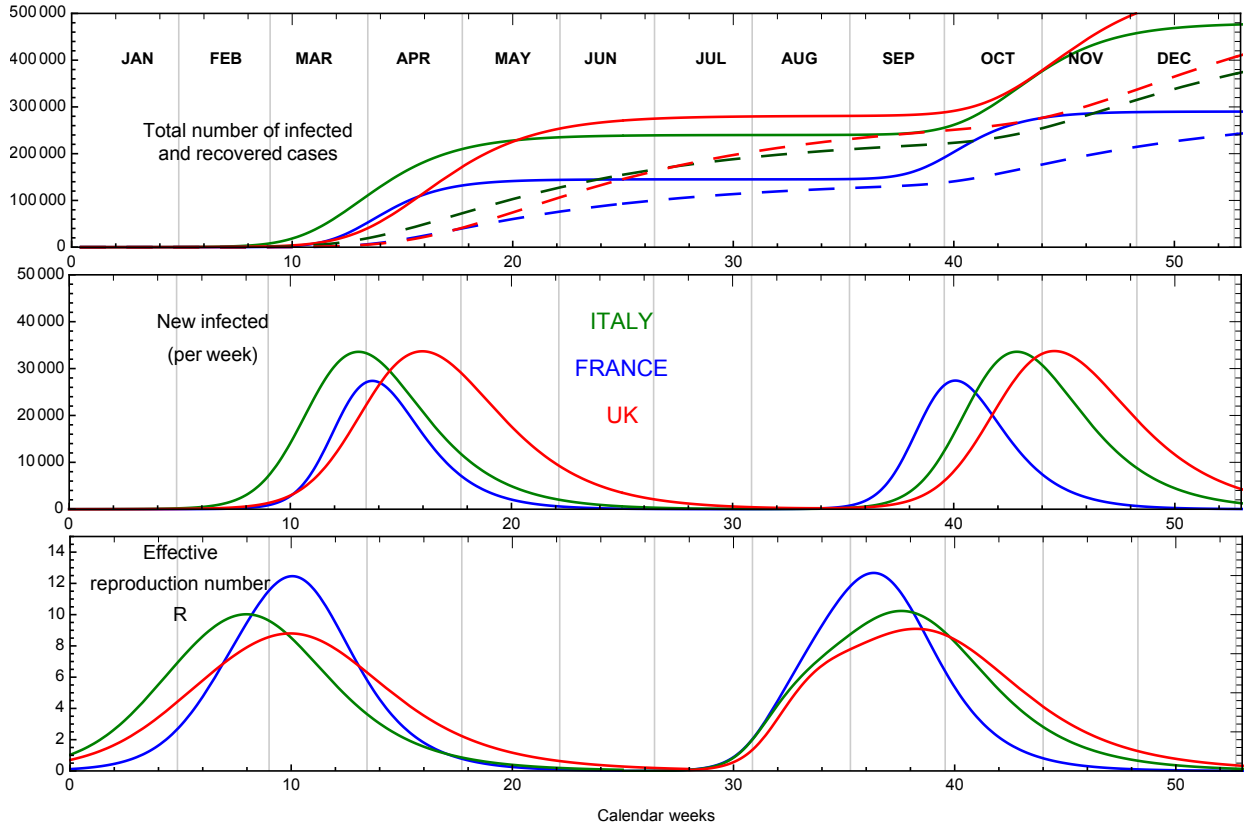 500 000
400 000
300 000
200 000
100 000
0
JAN FEB MAR APR MAY JUN JUL AUG SEP OCT NOV DEC
Total number of infected
and recovered cases
0 10 20 30 40 50
50 000
40 000
30 000
20 000
10 000
0
New infected
(per week)
ITALY
FRANCE
UK
0 10 20 30 40 50
14
12
10
8
6
4
2
0
Effective
reproduction number
R
0 10 20 30 40 50
Calendar weeks